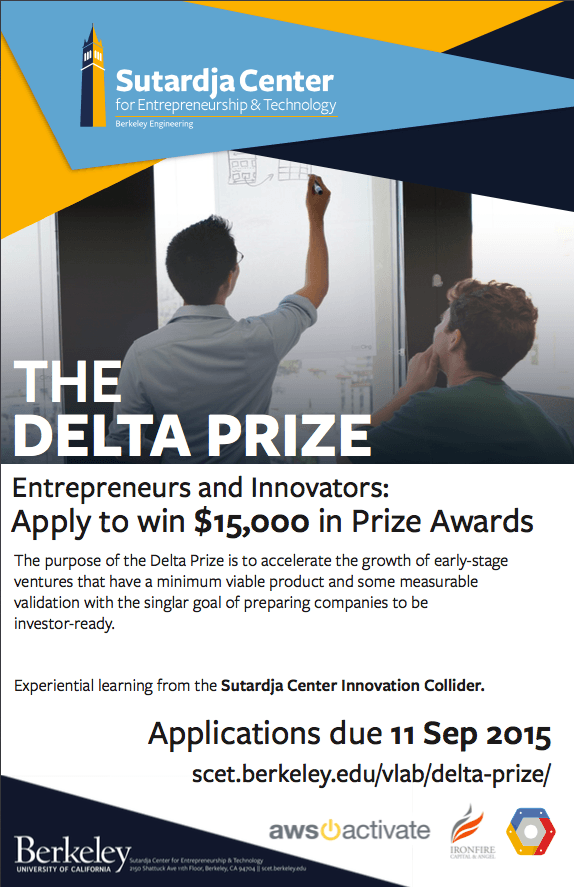 Sutardja Center
for Entrepreneurship & Technology
Berkeley Engineering
THE
DELTA PRIZE
Entrepreneurs and Innovators:
Apply to win $15,000 in Prize Awards
The purpose of the Delta Prize is to accelerate the growth of early-stage
ventures that have a minimum viable product and some measurable
validation with the singlar goal of preparing companies to be
investor-ready.
Experiential learning from the Sutardja Center Innovation Collider.
Applications due 11 Sep 2015
scet.berkeley.edu/vlab/delta-prize/
aws activate
IRONFIRE
CAPITAL & ANGEL
Berkeley
UNIVERSITY OF CALIFORNIA
Sutardja Center for Entrepreneurship & Technology
2150 Shattuck Ave 11th Floor, Berkeley, CA 94704 || scet.berkeley.edu